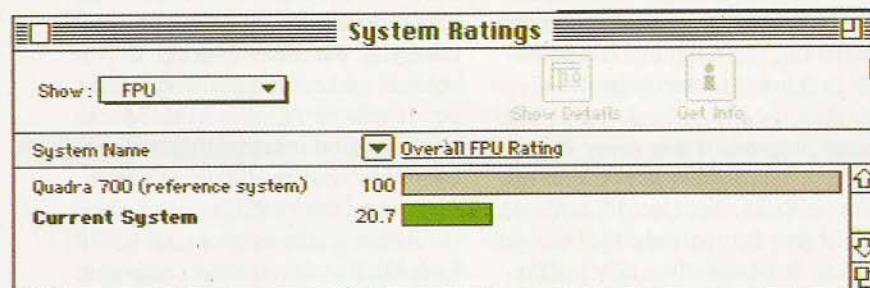 System Ratings
Show: FPU
Show Details Get Info
System Name Overall FPU Rating
Quadra 700 (reference system) 100
Current System 20.7